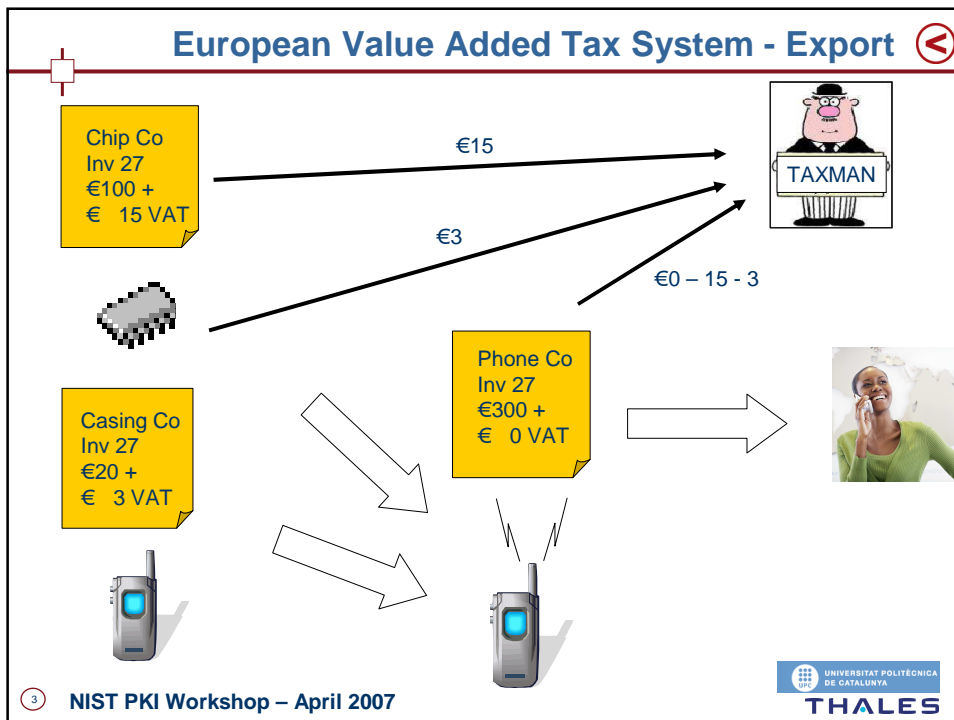 European Value Added Tax System - Export
Chip Co
Inv 27
€100 +
€ 15 VAT
€15
TAXMAN
€3
€0 – 15 - 3
Phone Co
Inv 27
€300 +
€ 0 VAT
Casing Co
Inv 27
€20 +
€ 3 VAT
3
NIST PKI Workshop – April 2007
UPC
UNIVERSITAT POLITÈCNICA
DE CATALUNYA
THALES